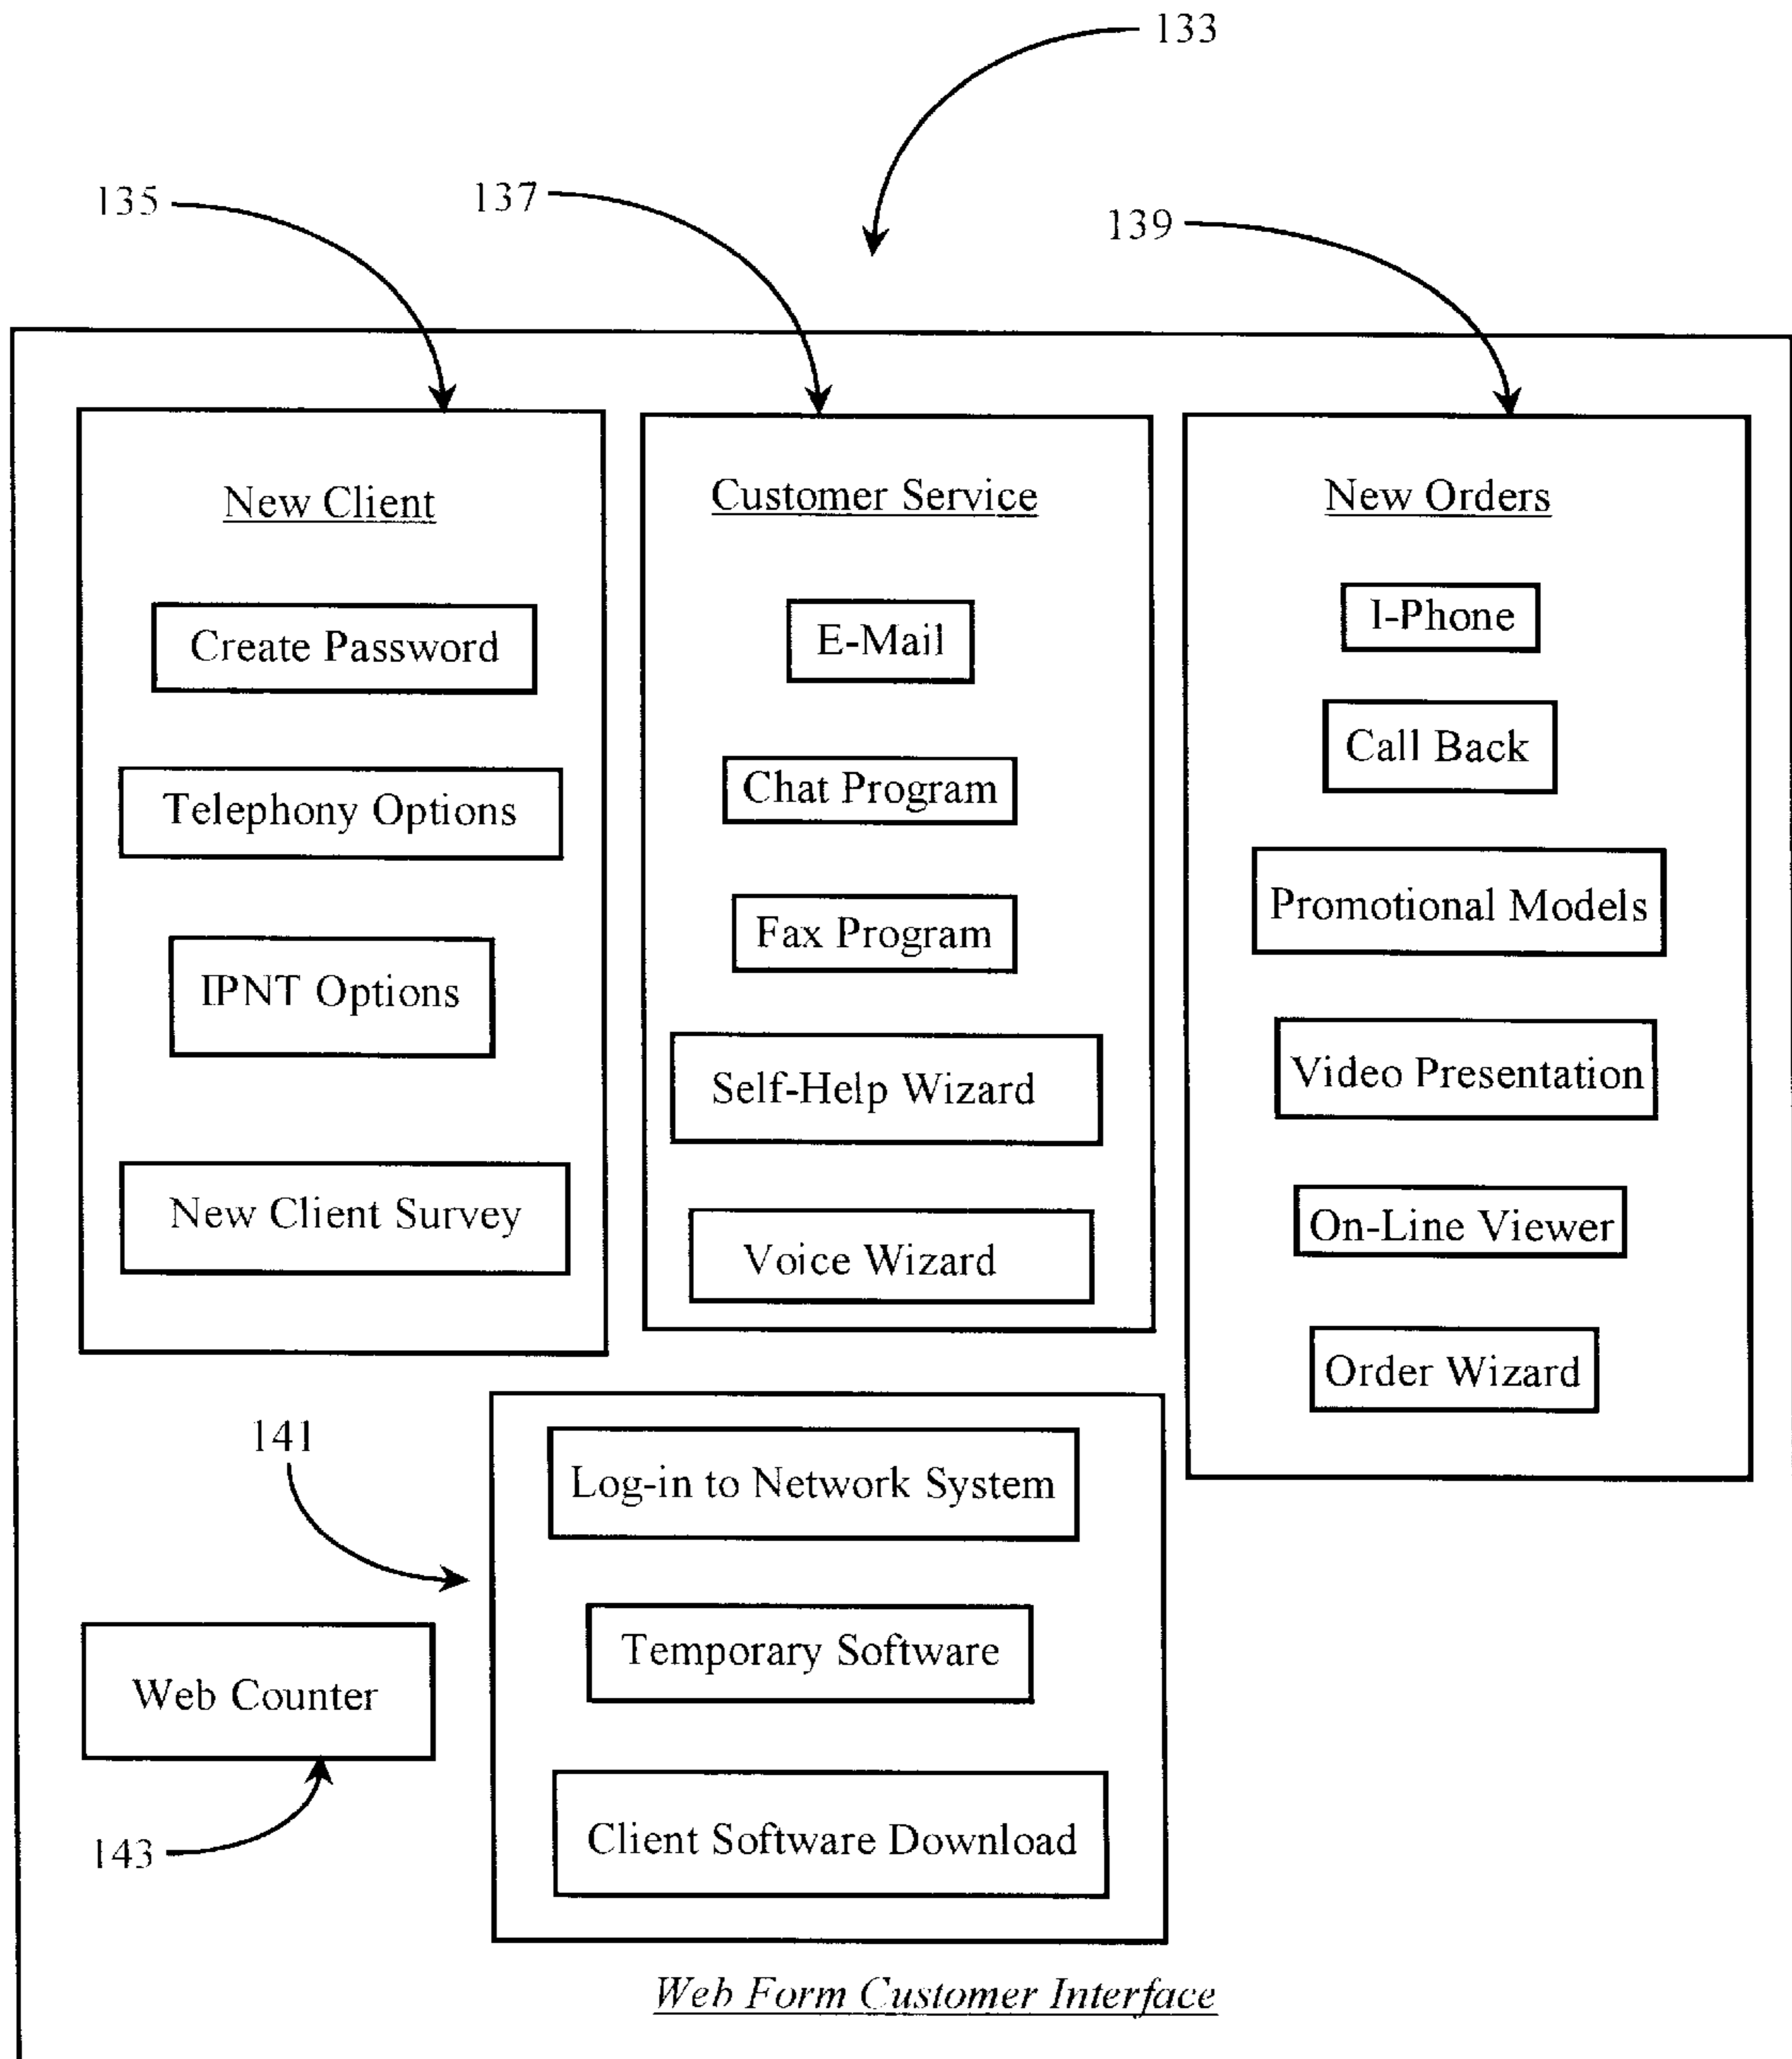 133
135
137
139
New Client
Create Password
Telephony Options
IPNT Options
New Client Survey
Customer Service
E-Mail
Chat Program
Fax Program
Self-Help Wizard
Voice Wizard
New Orders
I-Phone
Call Back
Promotional Models
Video Presentation
On-Line Viewer
Order Wizard
141
Log-in to Network System
Temporary Software
Client Software Download
Web Counter
143
Web Form Customer Interface